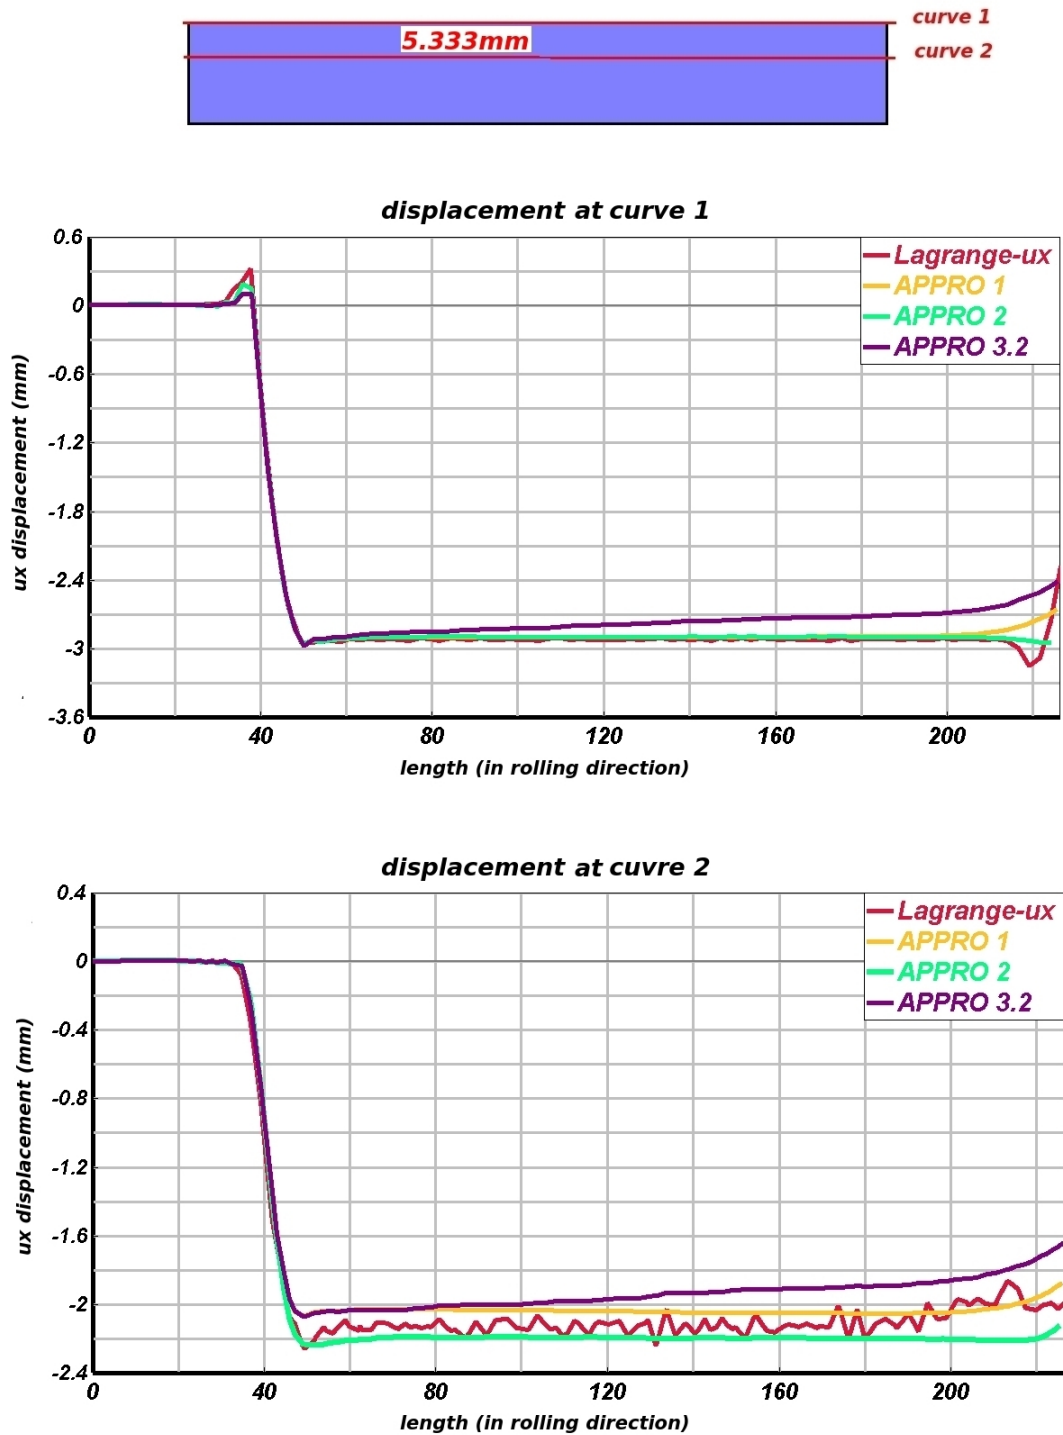 curve 1
5.333mm
curve 2
displacement at curve 1
0.6
0
-0.6
-1.2
-1.8
-2.4
-3
-3.6
ux displacement (mm)
Lagrange-ux
APPRO 1
APPRO 2
APPRO 3.2
0 40 80 120 160 200
length (in rolling direction)
displacement at cuvre 2
0.4
0
-0.4
-0.8
-1.2
-1.6
-2
-2.4
ux displacement (mm)
Lagrange-ux
APPRO 1
APPRO 2
APPRO 3.2
0 40 80 120 160 200
length (in rolling direction)